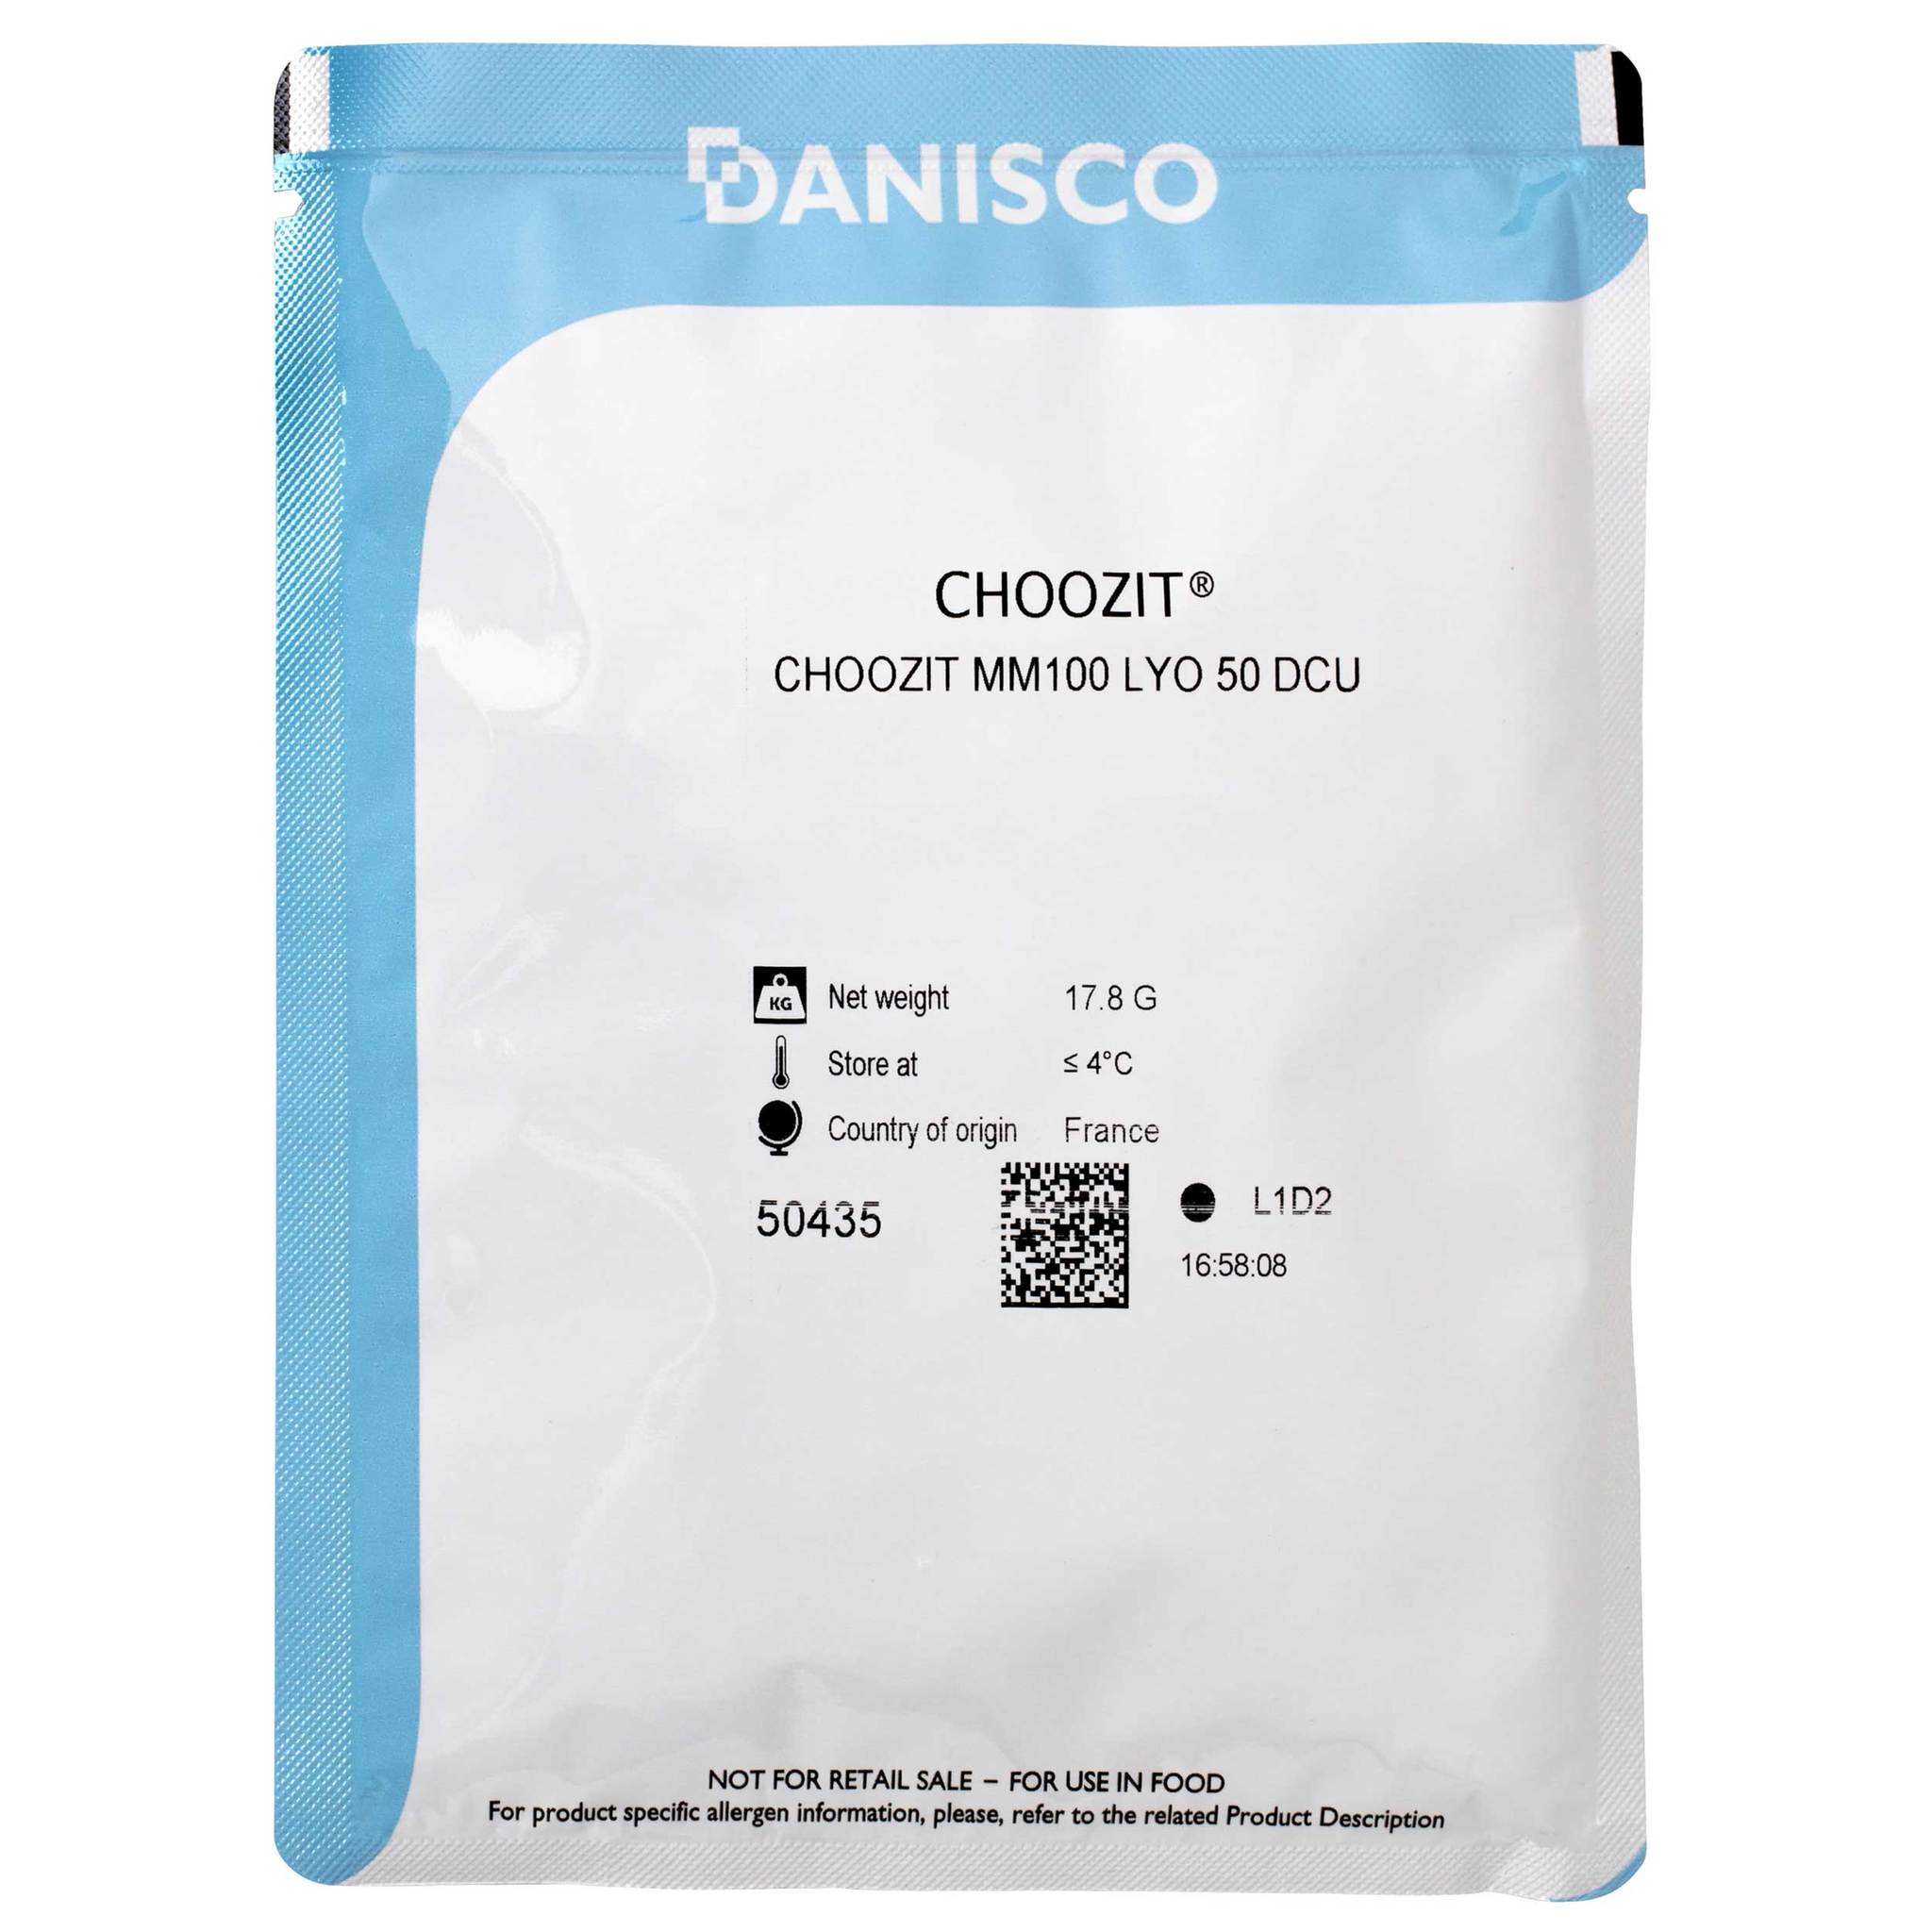 DANISCO
CHOOZIT®
CHOOZIT MM100 LYO 50 DCU
KG Net weight 17.8 G
Store at ≤ 4°C
Country of origin France
50435
L1D2
16:58:08
NOT FOR RETAIL SALE – FOR USE IN FOOD
For product specific allergen information, please, refer to the related Product Description